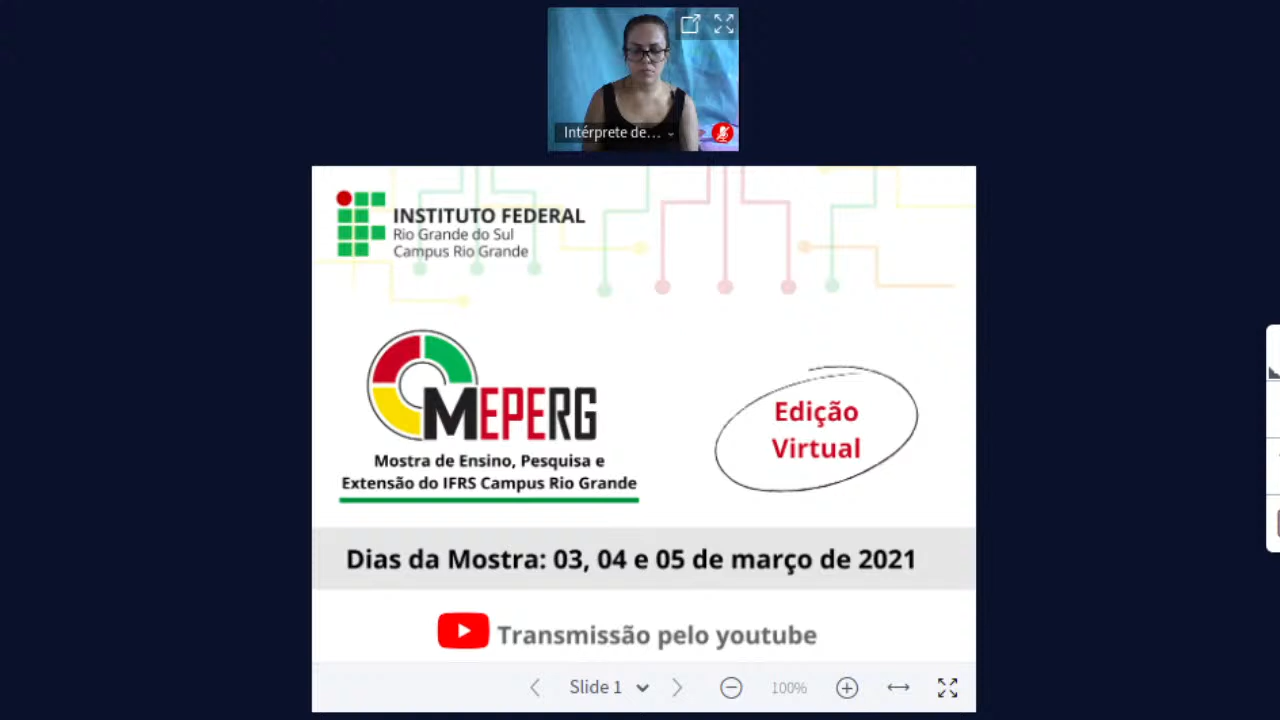 Intérprete de...
INSTITUTO FEDERAL
Rio Grande do Sul
Campus Rio Grande
MEPERG
Mostra de Ensino, Pesquisa e
Extensão do IFRS Campus Rio Grande
Edição
Virtual
Dias da Mostra: 03, 04 e 05 de março de 2021
Transmissão pelo youtube
Slide 1
100%